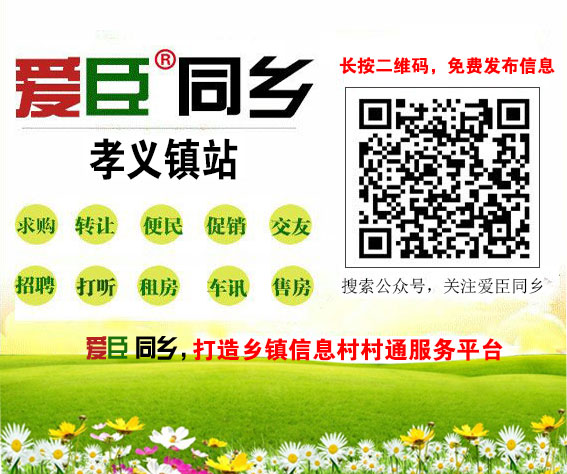 爱臣®同乡
孝义镇站
求购 转让 便民 促销 交友
招聘 打听 租房 车讯 售房
长按二维码，免费发布信息
搜索公众号，关注爱臣同乡
爱臣同乡，打造乡镇信息村村通服务平台